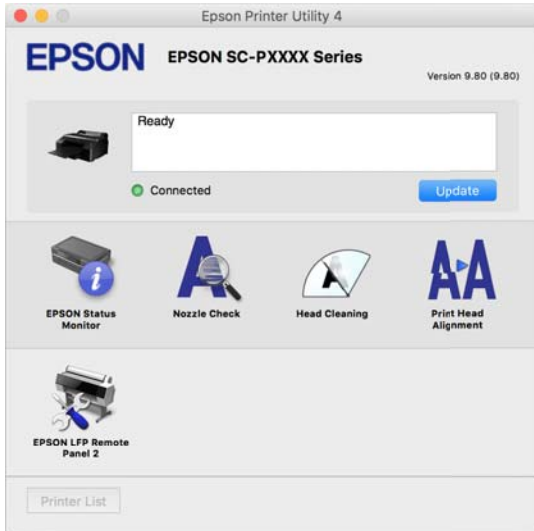 Epson Printer Utility 4
EPSON EPSON SC-PXXXX Series
Version 9.80 (9.80)
Ready
Connected
Update
EPSON Status
Monitor
Nozzle Check
Head Cleaning
Print Head
Alignment
EPSON LFP Remote
Panel 2
Printer List